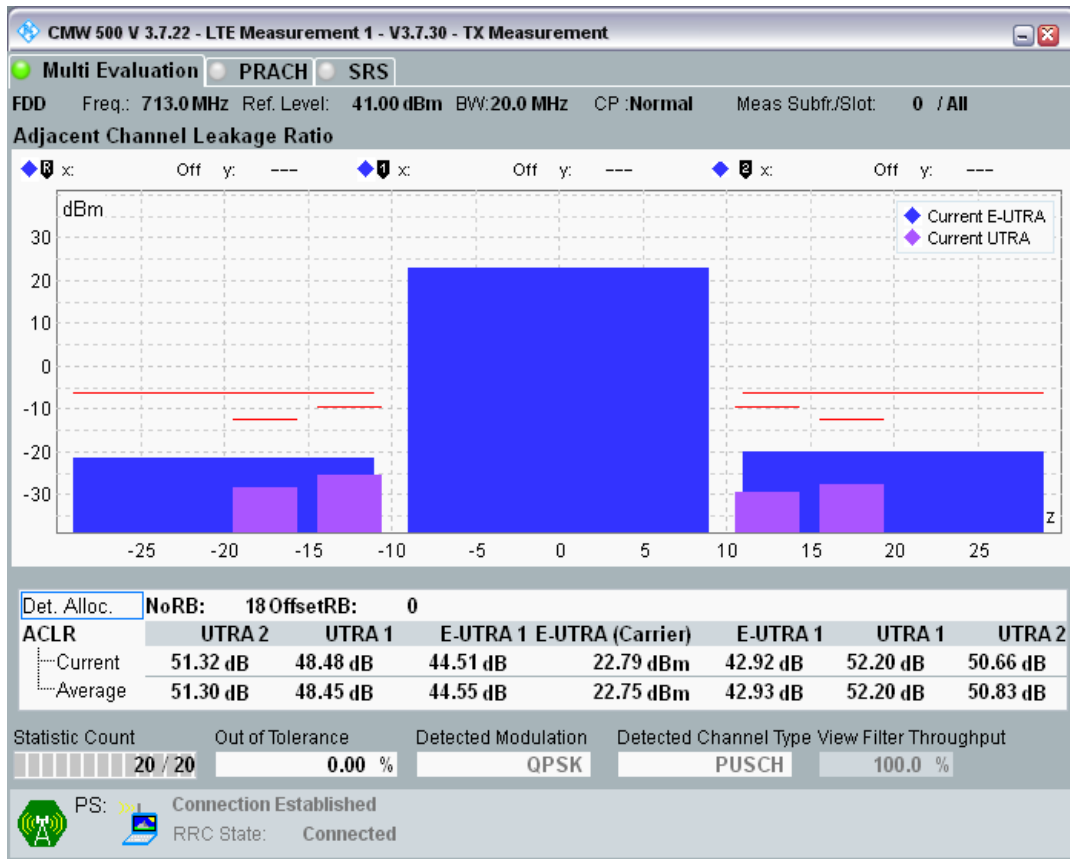 CMW 500 V 3.7.22 - LTE Measurement 1 - V3.7.30 - TX Measurement
Multi Evaluation PRACH SRS
FDD Freq.: 713.0 MHz Ref. Level: 41.00 dBm BW: 20.0 MHz CP :Normal Meas Subfr./Slot: 0 / All
Adjacent Channel Leakage Ratio
R x: Off y: --- 1 x: Off y: --- 2 x: Off y: ---
dBm
Current E-UTRA
Current UTRA
30
20
10
0
-10
-20
-30
z
-25 -20 -15 -10 -5 0 5 10 15 20 25
Det. Alloc. NoRB: 18 OffsetRB: 0
ACLR UTRA 2 UTRA 1 E-UTRA 1 E-UTRA (Carrier) E-UTRA 1 UTRA 1 UTRA 2
Current 51.32 dB 48.48 dB 44.51 dB 22.79 dBm 42.92 dB 52.20 dB 50.66 dB
Average 51.30 dB 48.45 dB 44.55 dB 22.75 dBm 42.93 dB 52.20 dB 50.83 dB
Statistic Count Out of Tolerance Detected Modulation Detected Channel Type View Filter Throughput
20 / 20 0.00 % QPSK PUSCH 100.0 %
PS: Connection Established
RRC State: Connected